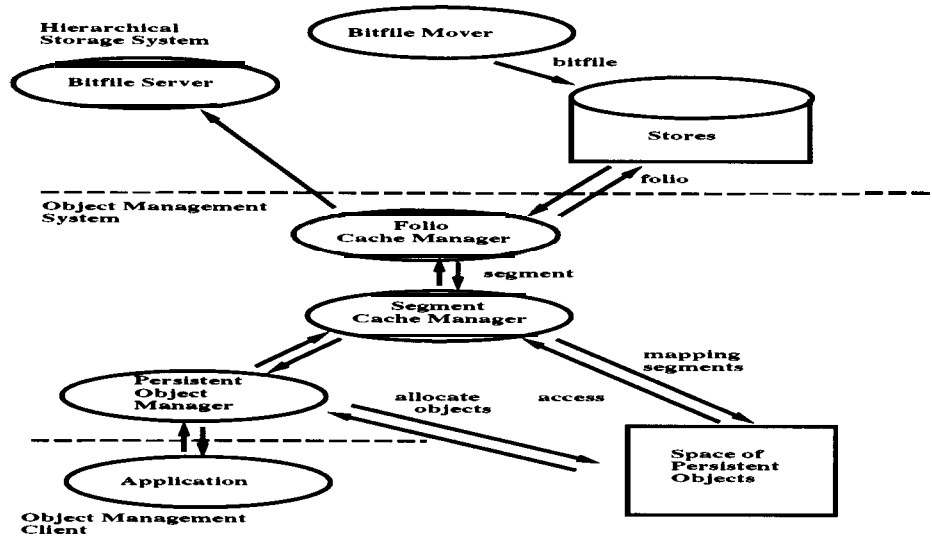 Hierarchical
Storage System
Bitfile Mover
Bitfile Server
bitfile
Stores
folio
Object Management
System
Folio
Cache Manager
segment
Segment
Cache Manager
mapping
segments
Persistent
Object
Manager
allocate
objects
access
Space of
Persistent
Objects
Application
Object Management
Client